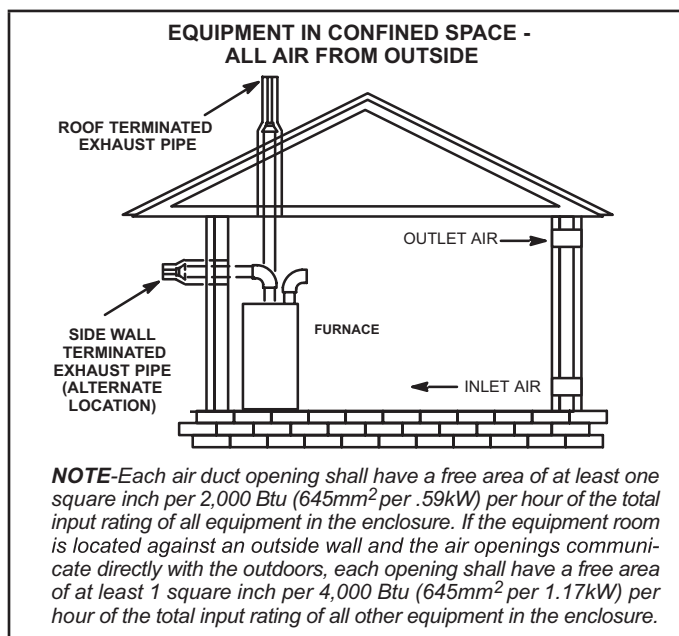 EQUIPMENT IN CONFINED SPACE -
ALL AIR FROM OUTSIDE
ROOF TERMINATED
EXHAUST PIPE
OUTLET AIR
SIDE WALL
TERMINATED
EXHAUST PIPE
(ALTERNATE
LOCATION)
FURNACE
INLET AIR
NOTE-Each air duct opening shall have a free area of at least one
square inch per 2,000 Btu (645mm² per .59kW) per hour of the total
input rating of all equipment in the enclosure. If the equipment room
is located against an outside wall and the air openings communi-
cate directly with the outdoors, each opening shall have a free area
of at least 1 square inch per 4,000 Btu (645mm² per 1.17kW) per
hour of the total input rating of all other equipment in the enclosure.